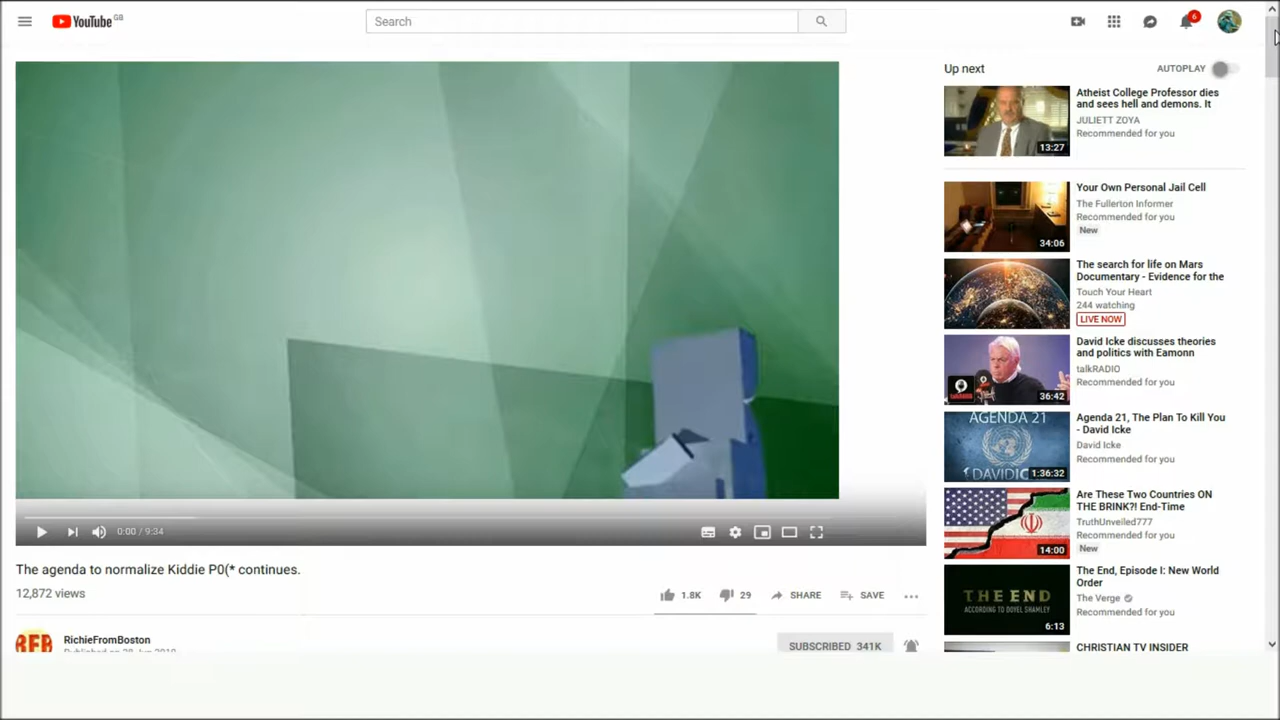 YouTube GB
Search
6
0:00 / 9:34
The agenda to normalize Kiddie P0(* continues.
12,872 views
1.8K
29
SHARE
SAVE
RichieFromBoston
SUBSCRIBED 341K
Up next
AUTOPLAY
13:27
Atheist College Professor dies
and sees hell and demons. It
JULIETT ZOYA
Recommended for you
34:06
Your Own Personal Jail Cell
The Fullerton Informer
Recommended for you
New
The search for life on Mars
Documentary - Evidence for the
Touch Your Heart
244 watching
LIVE NOW
36:42
David Icke discusses theories
and politics with Eamonn
talkRADIO
Recommended for you
AGENDA 21
1:36:32
Agenda 21, The Plan To Kill You
- David Icke
David Icke
Recommended for you
14:00
Are These Two Countries ON
THE BRINK?! End-Time
TruthUnveiled777
Recommended for you
New
THE END
ACCORDING TO DOYEL SHAMLEY
6:13
The End, Episode I: New World
Order
The Verge
Recommended for you
CHRISTIAN TV INSIDER